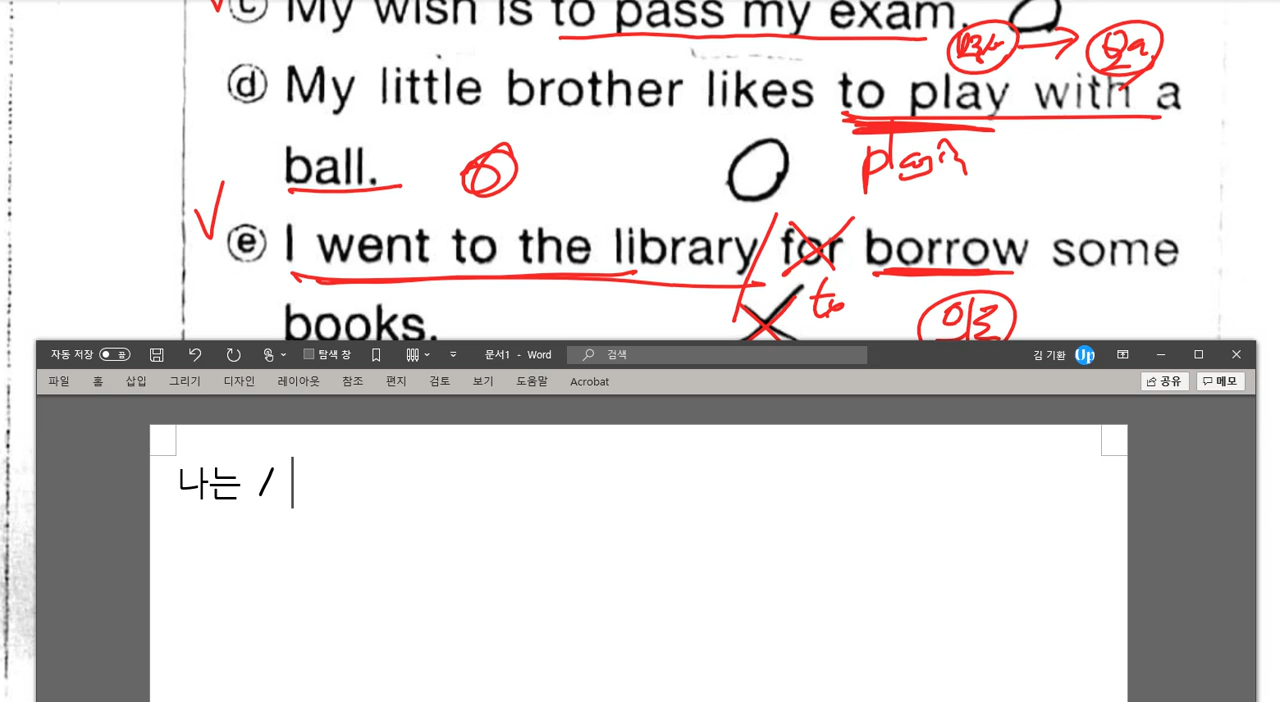 ⓒ My wish is to pass my exam.
ⓓ My little brother likes to play with a
ball.
ⓔ I went to the library for borrow some
to
books.
자동 저장 끔 탐색 창 문서1 - Word 검색 김 기환 Up
파일 홈 삽입 그리기 디자인 레이아웃 참조 편지 검토 보기 도움말 Acrobat 공유 메모
나는 /